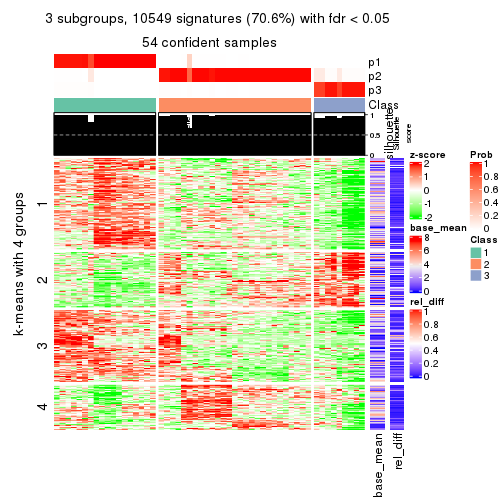 3 subgroups, 10549 signatures (70.6%) with fdr < 0.05
54 confident samples
p1
p2
p3
Class
1
0.5
0
silhouette
Silhouette
score
k-means with 4 groups
1
2
3
4
base_mean
rel_diff
z-score
2
1
0
-1
-2
base_mean
8
6
4
2
0
rel_diff
1
0.8
0.6
0.4
0.2
0
Prob
1
0.8
0.6
0.4
0.2
0
Class
1
2
3